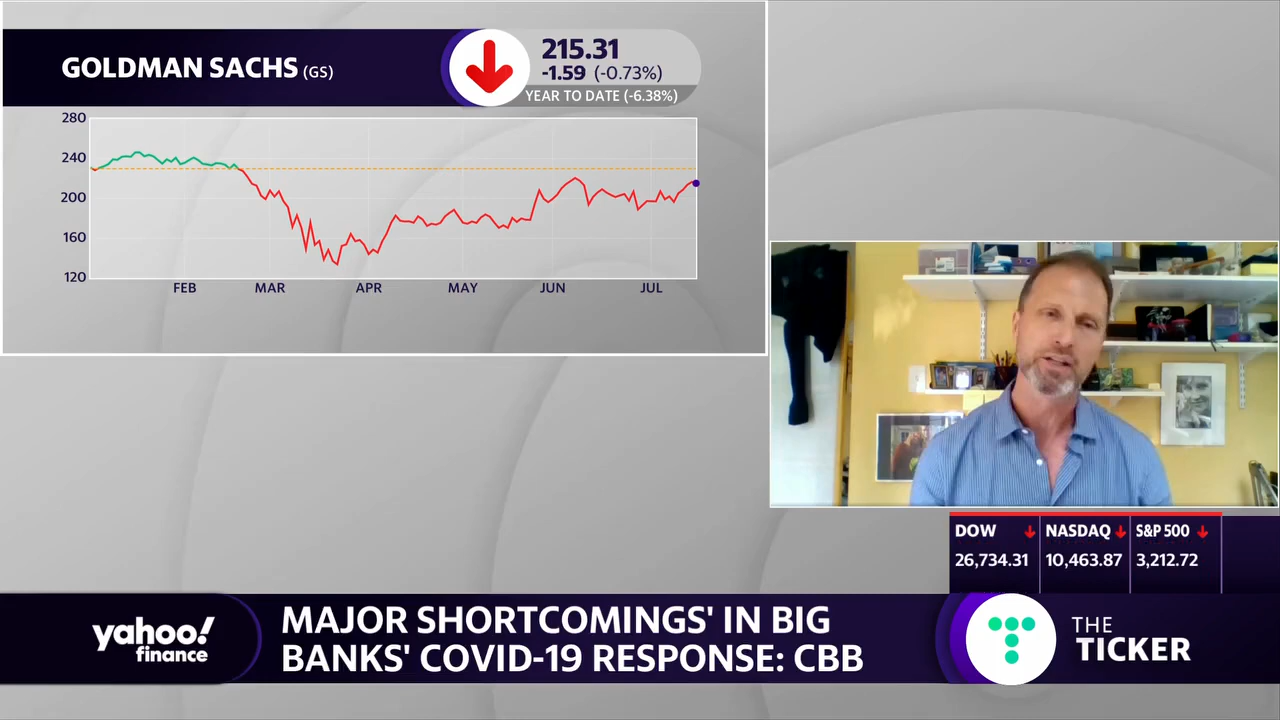 GOLDMAN SACHS (GS)
215.31
-1.59 (-0.73%)
YEAR TO DATE (-6.38%)
280
240
200
160
120
FEB MAR APR MAY JUN JUL
DOW NASDAQ S&P 500
26,734.31 10,463.87 3,212.72
yahoo!
finance
MAJOR SHORTCOMINGS' IN BIG
BANKS' COVID-19 RESPONSE: CBB
THE
TICKER